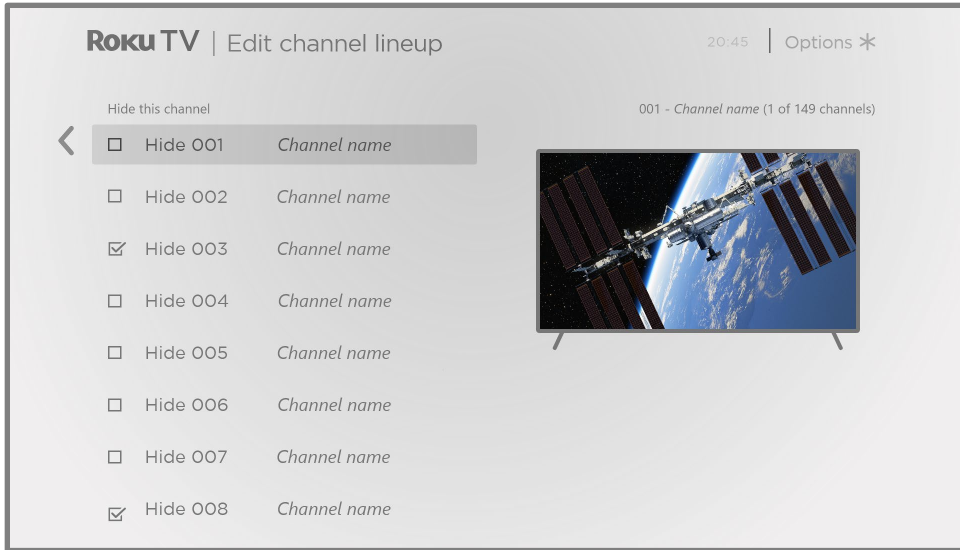 Roku TV | Edit channel lineup
20:45 | Options *
Hide this channel
001 - Channel name (1 of 149 channels)
Hide 001 Channel name
Hide 002 Channel name
Hide 003 Channel name
Hide 004 Channel name
Hide 005 Channel name
Hide 006 Channel name
Hide 007 Channel name
Hide 008 Channel name